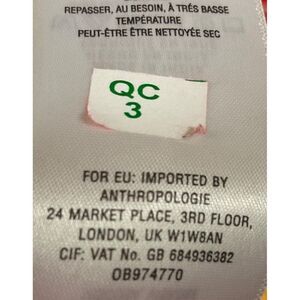 REPASSER, AU BESOIN, À TRÉS BASSE
TEMPÉRATURE
PEUT-ÊTRE ÊTRE NETTOYÉE SEC
QC
3
FOR EU: IMPORTED BY
ANTHROPOLOGIE
24 MARKET PLACE, 3RD FLOOR,
LONDON, UK W1W8AN
CIF: VAT No. GB 684936382
OB974770